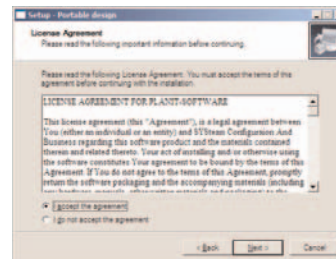 Setup - Portable design
License Agreement
Please read the following important information before continuing.
Please read the following License Agreement. You must accept the terms of this
agreement before continuing with the installation.
LICENSE AGREEMENT FOR PLANIT-SOFTWARE
This license agreement (this "Agreement"), is a legal agreement between
You (either an individual or an entity) and SYSteam Configuration And
Business regarding this software product and the materials contained
therein and related thereto. Your act of installing and or otherwise using
the software constitutes Your agreement to be bound by the terms of this
Agreement. If You do not agree to the terms of this Agreement, promptly
return the software packaging and the accompanying materials (including
I accept the agreement
I do not accept the agreement
< Back
Next >
Cancel